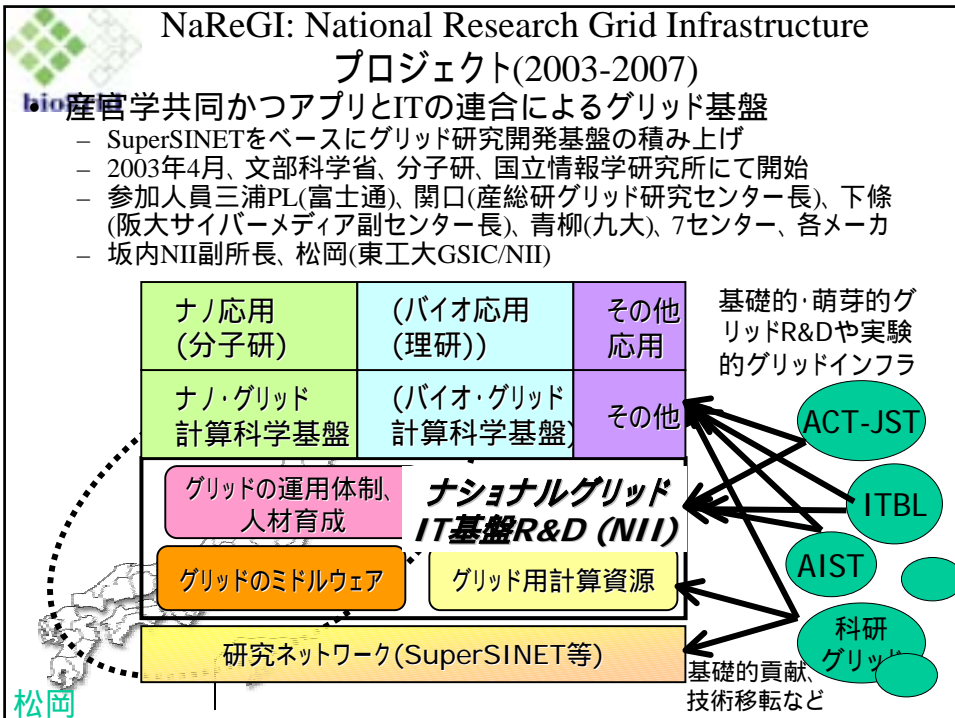 NaReGI: National Research Grid Infrastructure
プロジェクト(2003-2007)
biogrid
• 産官学共同かつアプリとITの連合によるグリッド基盤
– SuperSINETをベースにグリッド研究開発基盤の積み上げ
– 2003年4月、文部科学省、分子研、国立情報学研究所にて開始
– 参加人員三浦PL(富士通)、関口(産総研グリッド研究センター長)、下條
(阪大サイバーメディア副センター長)、青柳(九大)、7センター、各メーカ
– 坂内NII副所長、松岡(東工大GSIC/NII)
ナノ応用
(分子研)
(バイオ応用
(理研))
その他
応用
基礎的・萌芽的グ
リッドR&Dや実験
的グリッドインフラ
ナノ・グリッド
計算科学基盤
(バイオ・グリッド
計算科学基盤)
その他
ACT-JST
グリッドの運用体制、
人材育成
ナショナルグリッド
IT基盤R&D (NII)
ITBL
グリッドのミドルウェア
グリッド用計算資源
AIST
科研
グリッド
研究ネットワーク(SuperSINET等)
基礎的貢献、
技術移転など
松岡